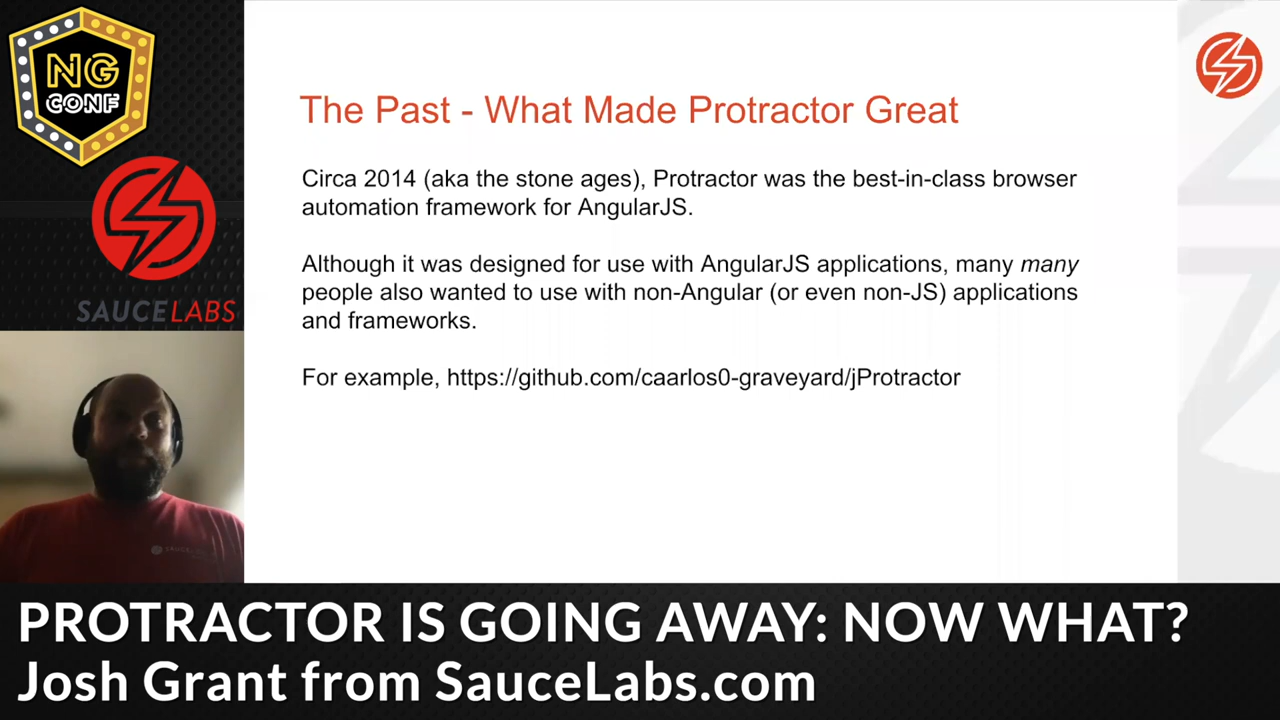 NG
CONF
SAUCELABS
The Past - What Made Protractor Great
Circa 2014 (aka the stone ages), Protractor was the best-in-class browser
automation framework for AngularJS.
Although it was designed for use with AngularJS applications, many many
people also wanted to use with non-Angular (or even non-JS) applications
and frameworks.
For example, https://github.com/caarlos0-graveyard/jProtractor
PROTRACTOR IS GOING AWAY: NOW WHAT?
Josh Grant from SauceLabs.com